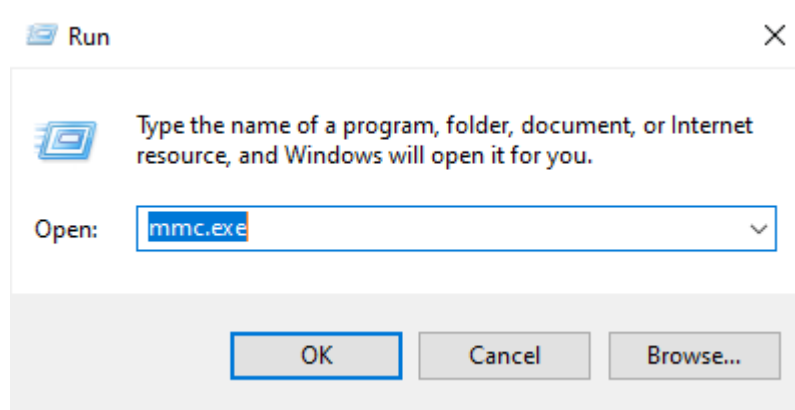 Run
Type the name of a program, folder, document, or Internet
resource, and Windows will open it for you.
Open: mmc.exe
OK Cancel Browse...